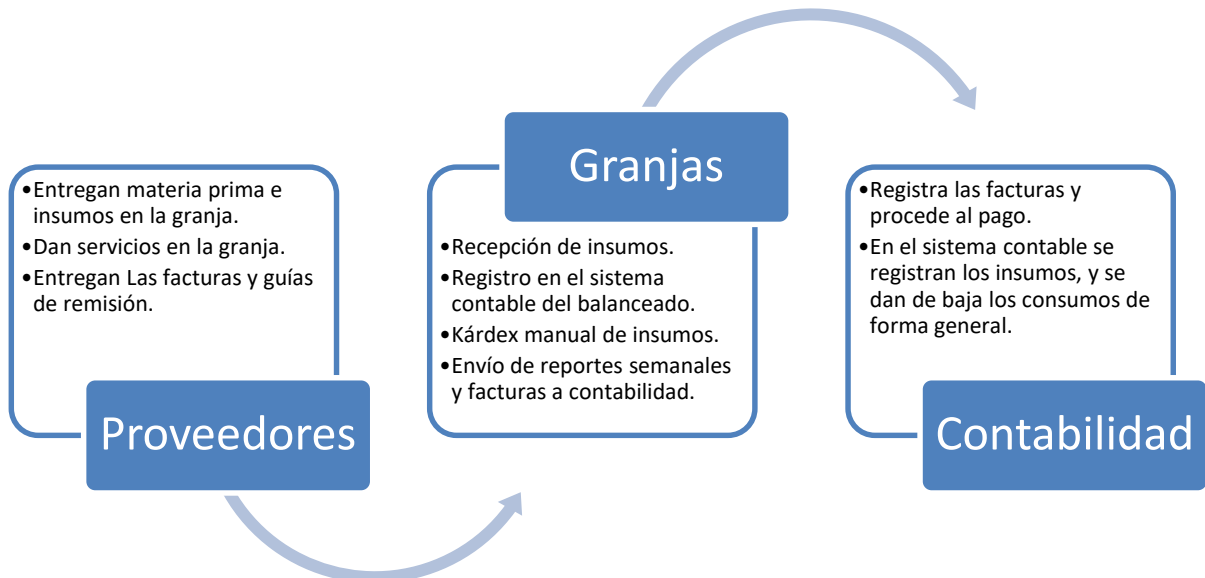 •Entregan materia prima e
insumos en la granja.
•Dan servicios en la granja.
•Entregan Las facturas y guías
de remisión.
Proveedores
Granjas
•Recepción de insumos.
•Registro en el sistema
contable del balanceado.
•Kárdex manual de insumos.
•Envío de reportes semanales
y facturas a contabilidad.
•Registra las facturas y
procede al pago.
•En el sistema contable se
registran los insumos, y se
dan de baja los consumos de
forma general.
Contabilidad